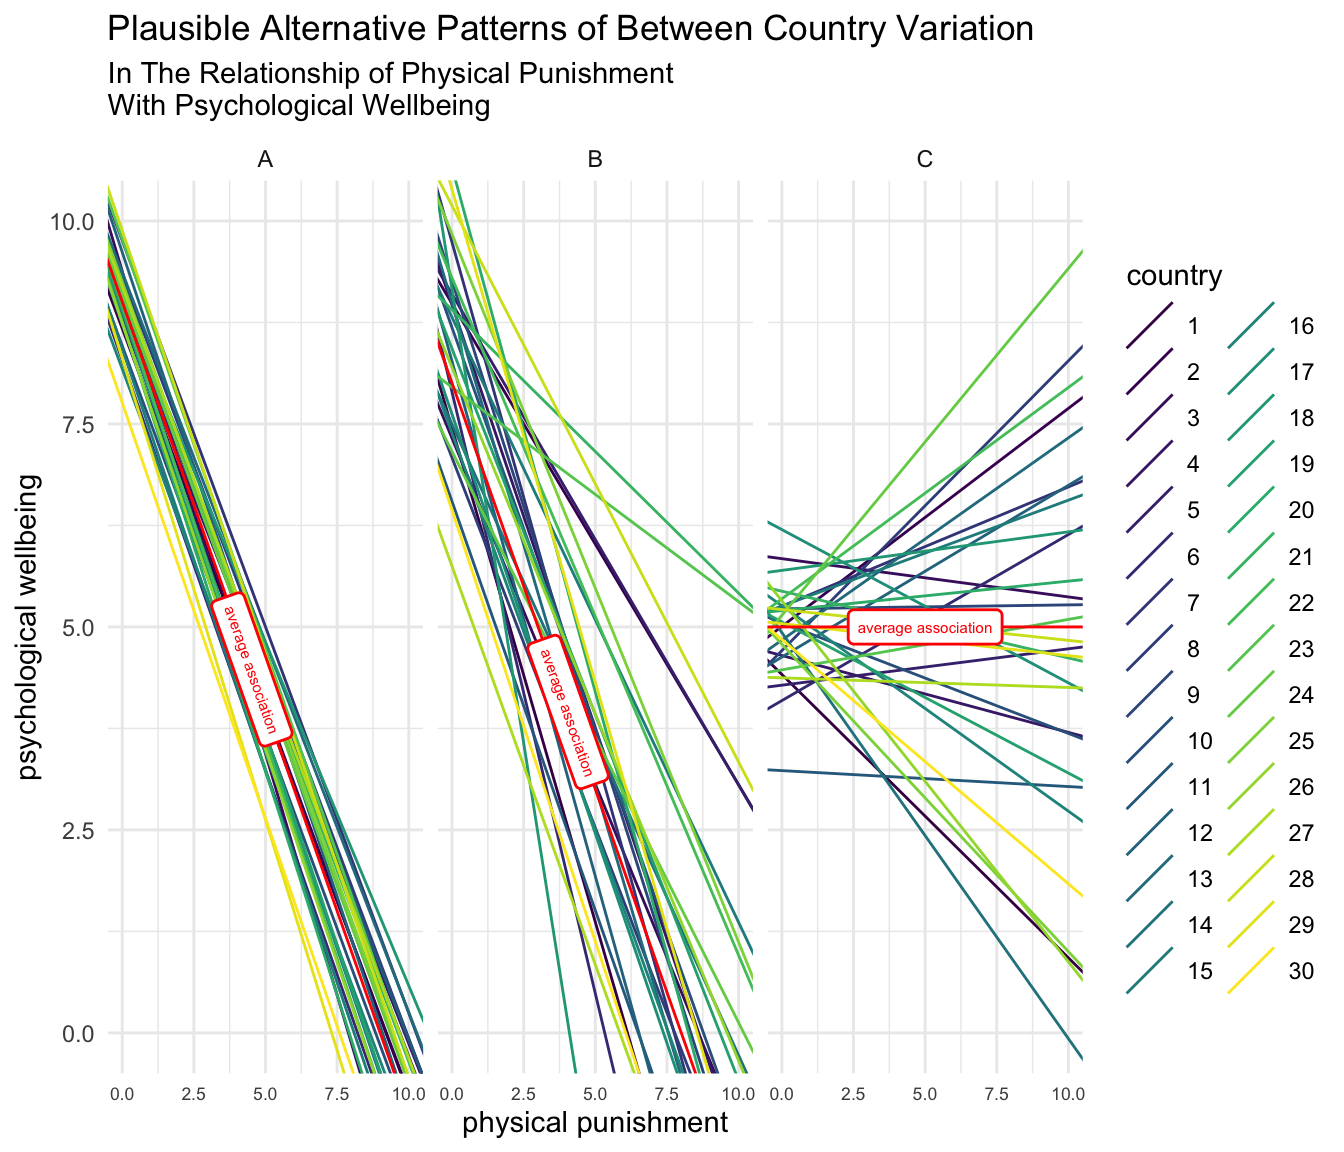 Plausible Alternative Patterns of Between Country Variation
In The Relationship of Physical Punishment
With Psychological Wellbeing
A
B
C
10.0
7.5
5.0
2.5
0.0
psychological wellbeing
average association
average association
average association
0.0 2.5 5.0 7.5 10.0
0.0 2.5 5.0 7.5 10.0
0.0 2.5 5.0 7.5 10.0
physical punishment
country
1
2
3
4
5
6
7
8
9
10
11
12
13
14
15
16
17
18
19
20
21
22
23
24
25
26
27
28
29
30